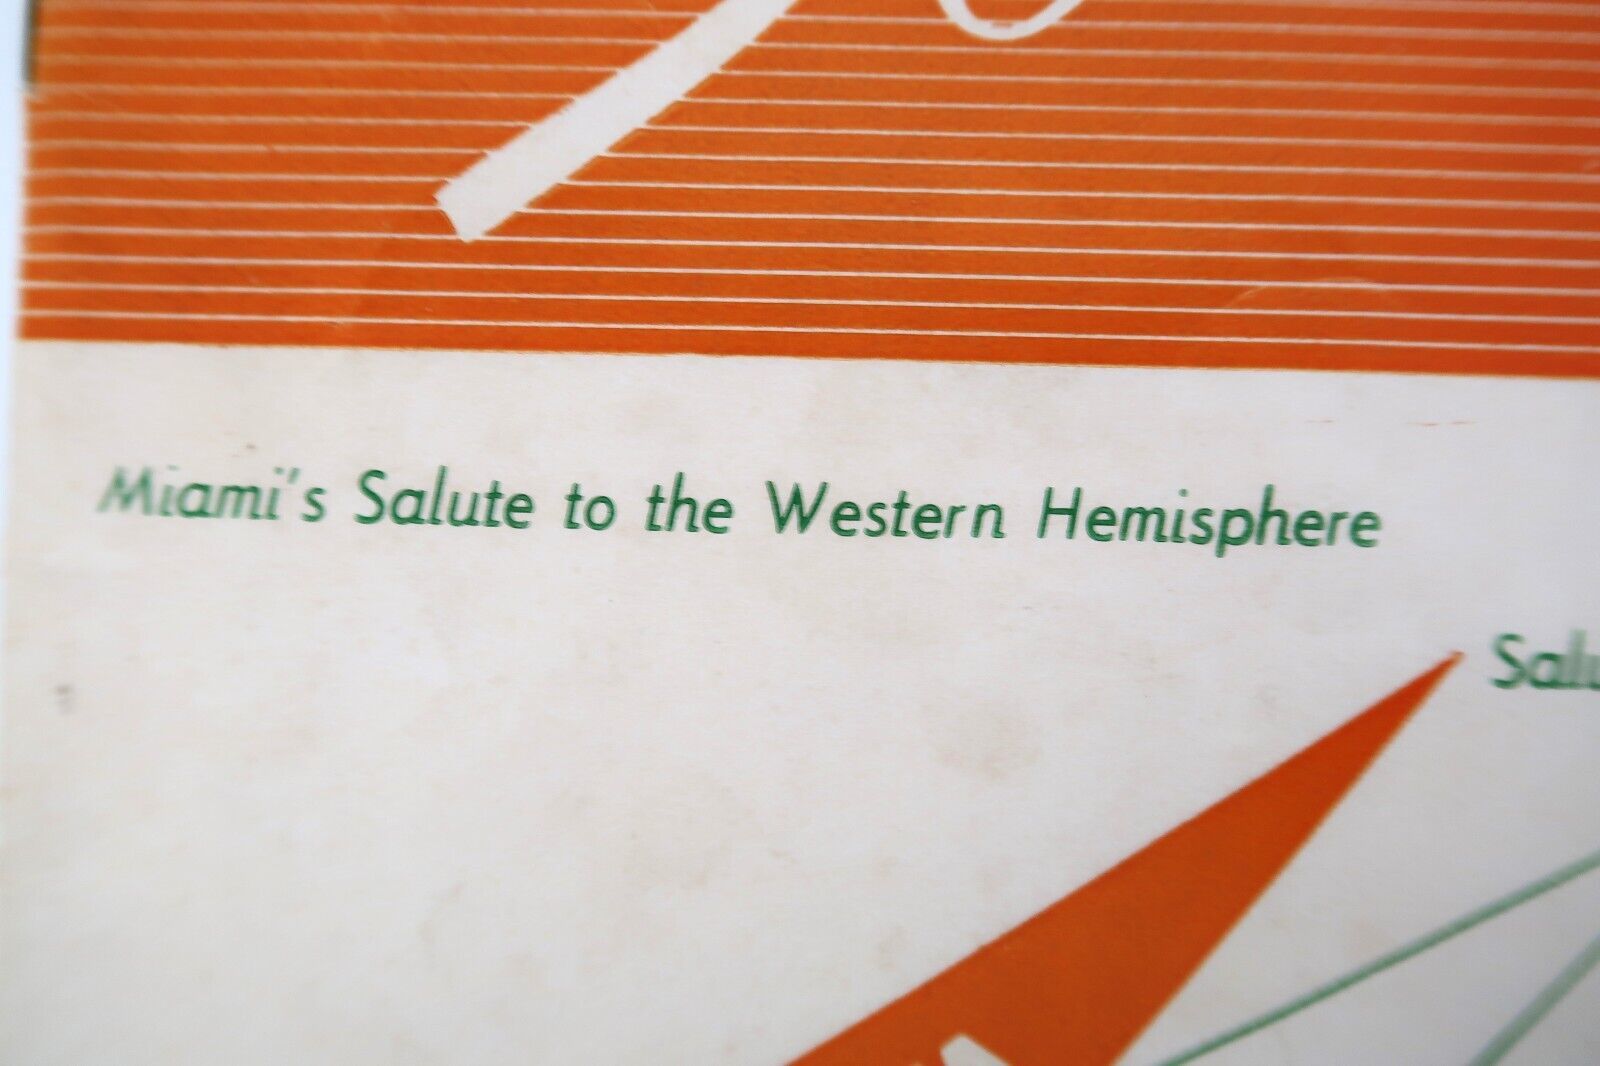 Miami's Salute to the Western Hemisphere